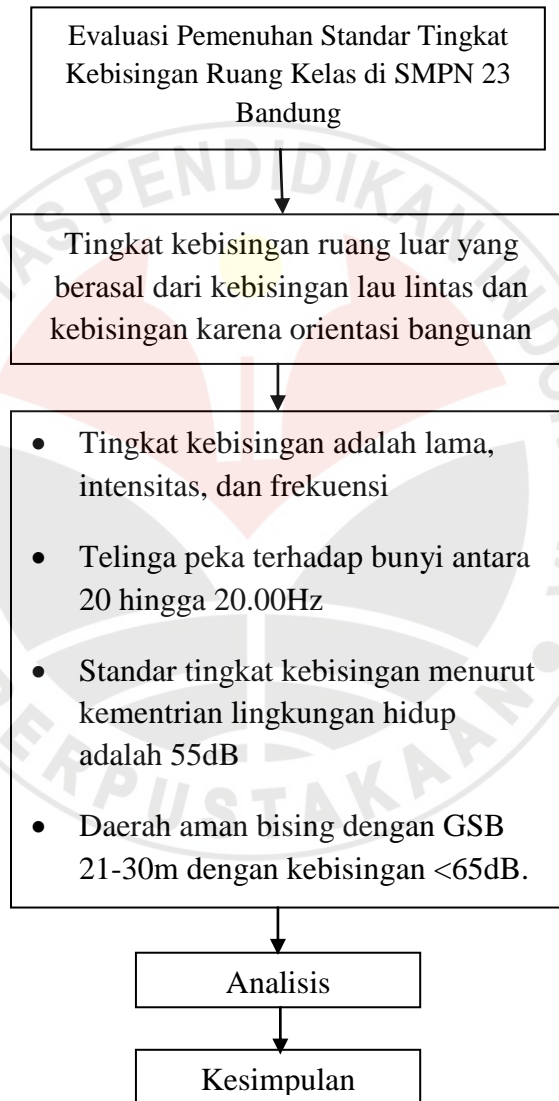 Evaluasi Pemenuhan Standar Tingkat
Kebisingan Ruang Kelas di SMPN 23
Bandung
Tingkat kebisingan ruang luar yang
berasal dari kebisingan lau lintas dan
kebisingan karena orientasi bangunan
• Tingkat kebisingan adalah lama,
intensitas, dan frekuensi
• Telinga peka terhadap bunyi antara
20 hingga 20.00Hz
• Standar tingkat kebisingan menurut
kementrian lingkungan hidup
adalah 55dB
• Daerah aman bising dengan GSB
21-30m dengan kebisingan <65dB.
Analisis
Kesimpulan
PENDIDIKAN
PERPUSTAKAAN